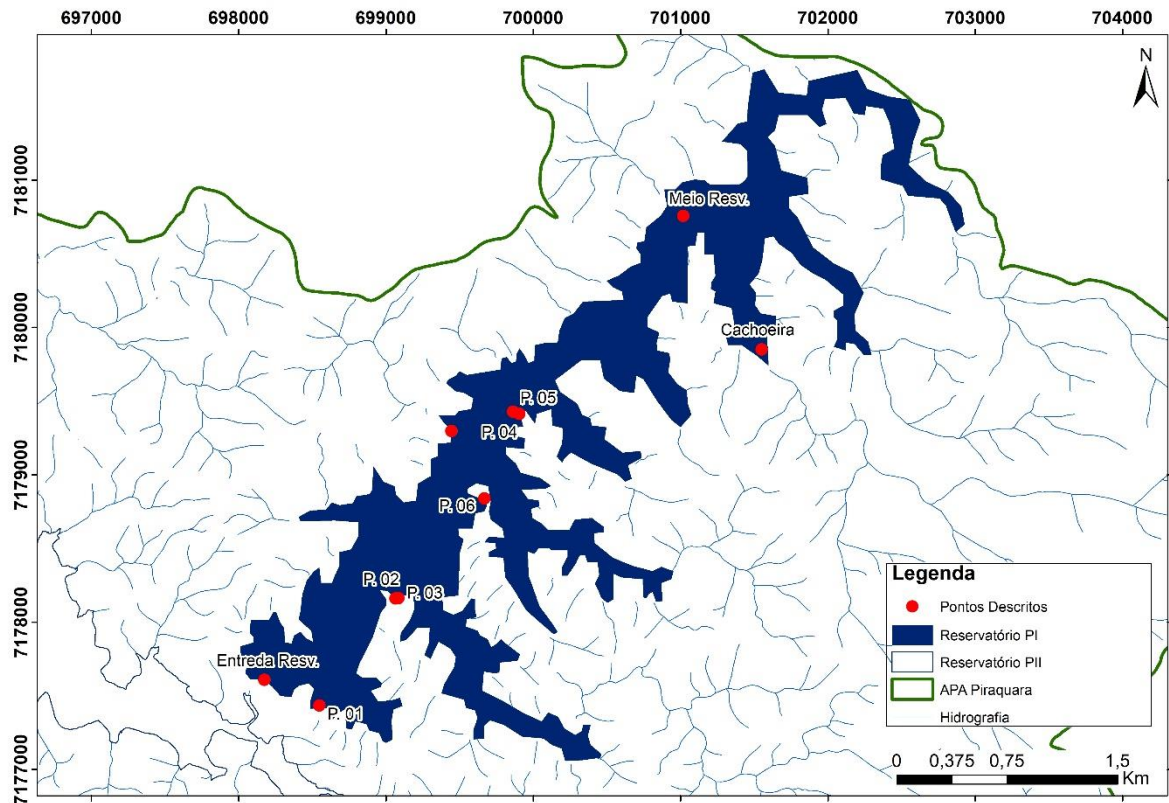 697000 698000 699000 700000 701000 702000 703000 704000
N
7181000
Meio Resv.
7180000
Cachoeira
P. 05
P. 04
7179000
P. 06
P. 02
P. 03
7178000
Entreda Resv.
P. 01
7177000
Legenda
Pontos Descritos
Reservatório PI
Reservatório PII
APA Piraquara
Hidrografia
0 0,375 0,75 1,5
Km